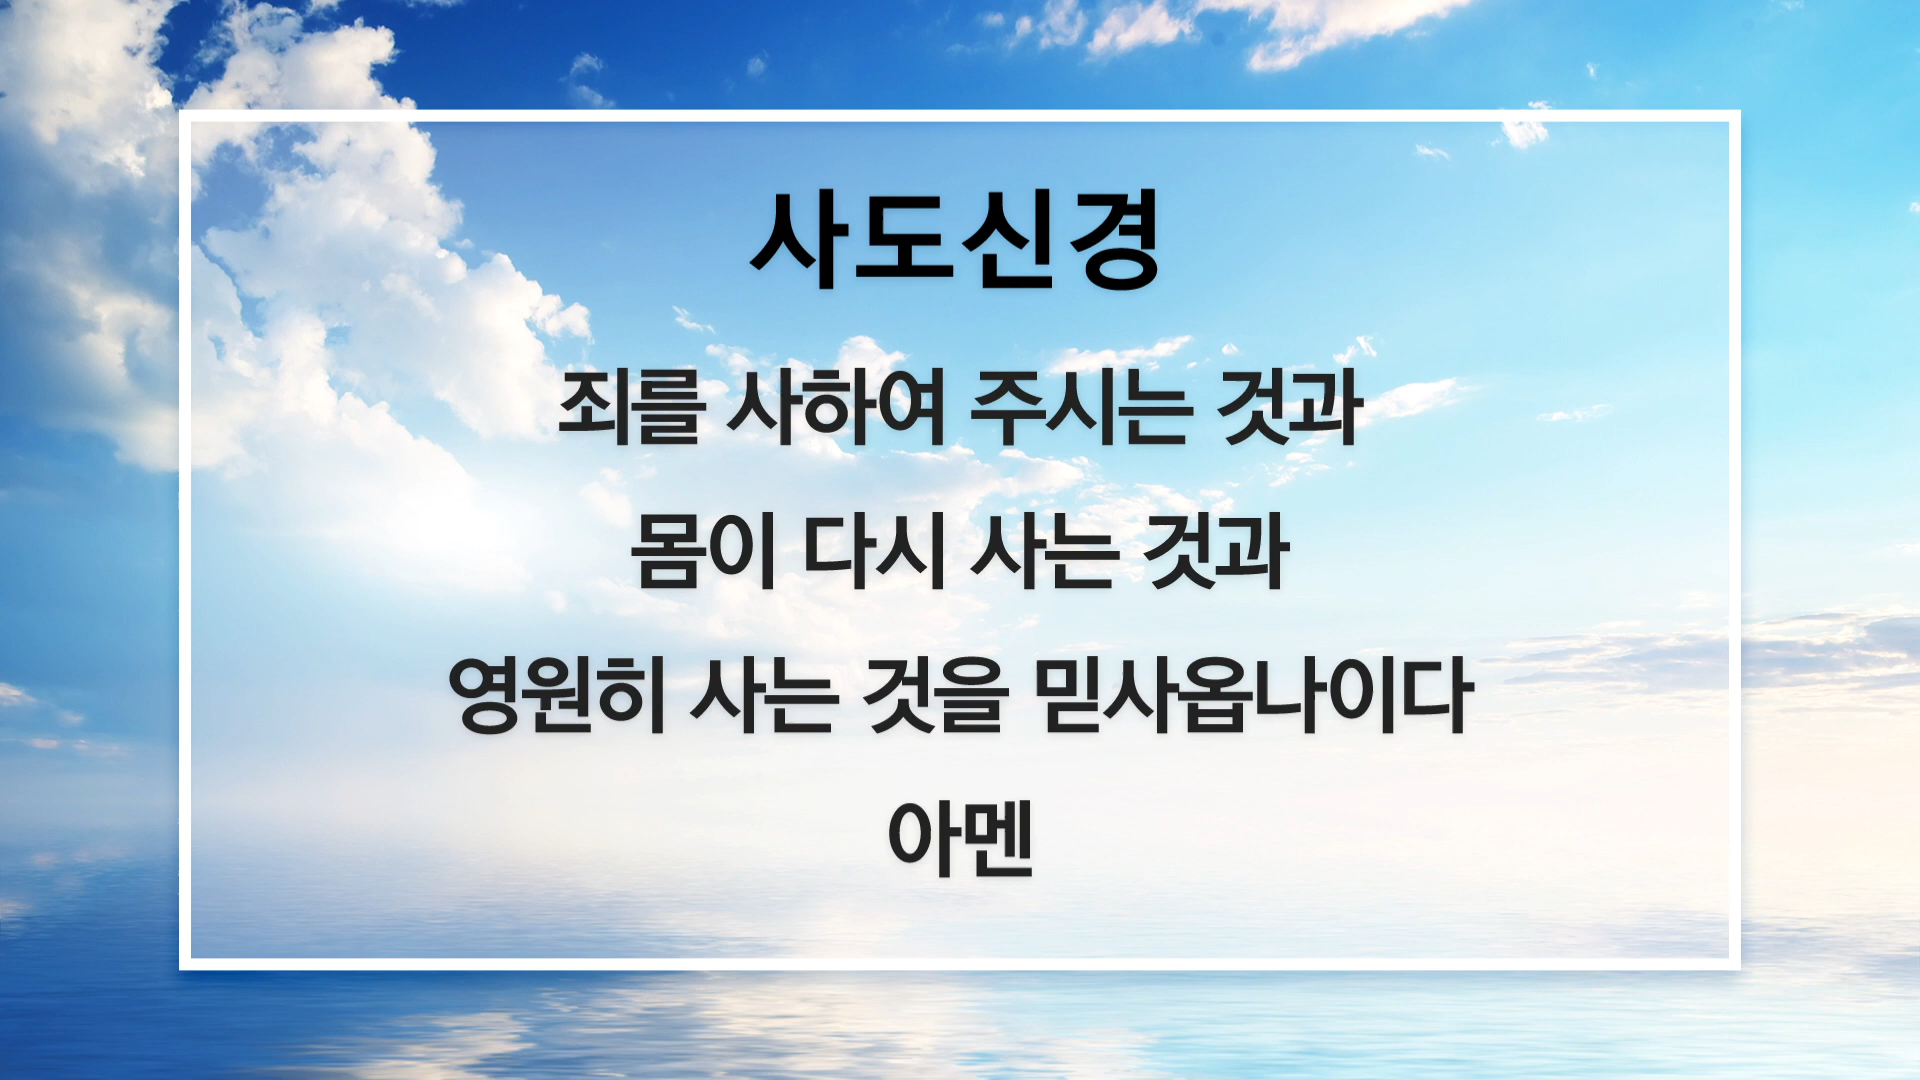 사도신경
죄를 사하여 주시는 것과
몸이 다시 사는 것과
영원히 사는 것을 믿사옵나이다
아멘